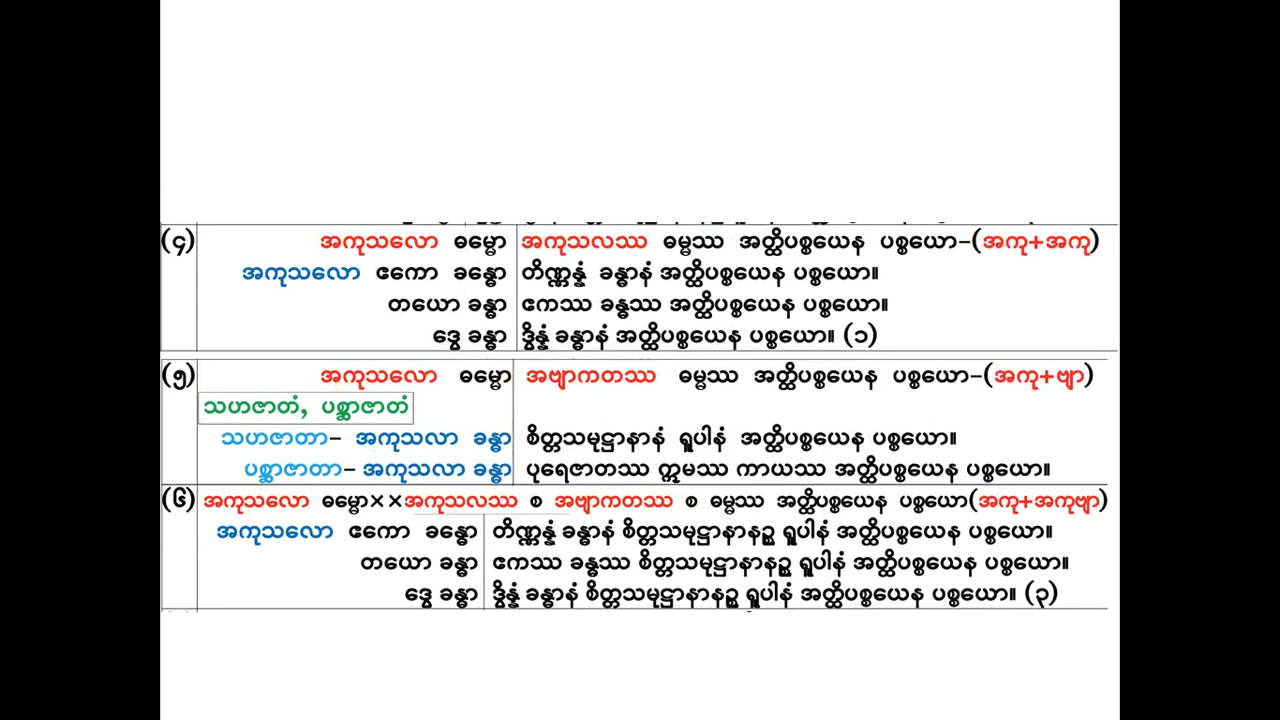 (၄) အကုသလော ဓမ္မော အကုသလဿ ဓမ္မဿ အတ္ထိပစ္စယေန ပစ္စယော-(အကု+အကု)
အကုသလော ဧကော ခန္ဓော တိဏ္ဏန္နံ ခန္ဓာနံ အတ္ထိပစ္စယေန ပစ္စယော။
တယော ခန္ဓာ ဧကဿ ခန္ဓဿ အတ္ထိပစ္စယေန ပစ္စယော။
ဒွေ ခန္ဓာ ဒွိန္နံ ခန္ဓာနံ အတ္ထိပစ္စယေန ပစ္စယော။ (၁)
(၅) အကုသလော ဓမ္မော အဗျာကတဿ ဓမ္မဿ အတ္ထိပစ္စယေန ပစ္စယော-(အကု+ဗျာ)
သဟဇာတံ, ပစ္ဆာဇာတံ
သဟဇာတာ- အကုသလာ ခန္ဓာ စိတ္တသမုဋ္ဌာနာနံ ရူပါနံ အတ္ထိပစ္စယေန ပစ္စယော။
ပစ္ဆာဇာတာ- အကုသလာ ခန္ဓာ ပုရေဇာတဿ ဣမဿ ကာယဿ အတ္ထိပစ္စယေန ပစ္စယော။
(၆) အကုသလော ဓမ္မော××အကုသလဿ စ အဗျာကတဿ စ ဓမ္မဿ အတ္ထိပစ္စယေန ပစ္စယော(အကု+အကုဗျာ)
အကုသလော ဧကော ခန္ဓော တိဏ္ဏန္နံ ခန္ဓာနံ စိတ္တသမုဋ္ဌာနာနဉ္စ ရူပါနံ အတ္ထိပစ္စယေန ပစ္စယော။
တယော ခန္ဓာ ဧကဿ ခန္ဓဿ စိတ္တသမုဋ္ဌာနာနဉ္စ ရူပါနံ အတ္ထိပစ္စယေန ပစ္စယော။
ဒွေ ခန္ဓာ ဒွိန္နံ ခန္ဓာနံ စိတ္တသမုဋ္ဌာနာနဉ္စ ရူပါနံ အတ္ထိပစ္စယေန ပစ္စယော။ (၃)